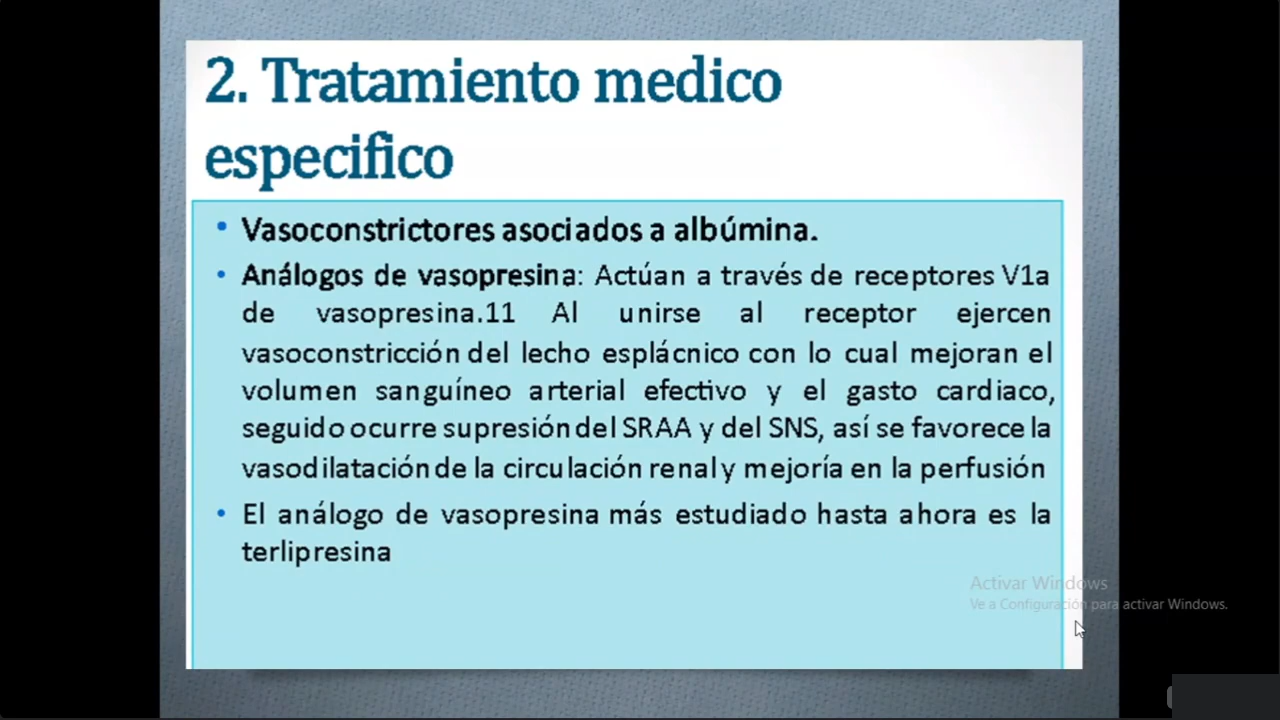 2. Tratamiento medico
especifico
• Vasoconstrictores asociados a albúmina.
• Análogos de vasopresina: Actúan a través de receptores V1a
de vasopresina.11 Al unirse al receptor ejercen
vasoconstricción del lecho esplácnico con lo cual mejoran el
volumen sanguíneo arterial efectivo y el gasto cardiaco,
seguido ocurre supresión del SRAA y del SNS, así se favorece la
vasodilatación de la circulación renal y mejoría en la perfusión
• El análogo de vasopresina más estudiado hasta ahora es la
terlipresina
Activar Windows
Ve a Configuración para activar Windows.